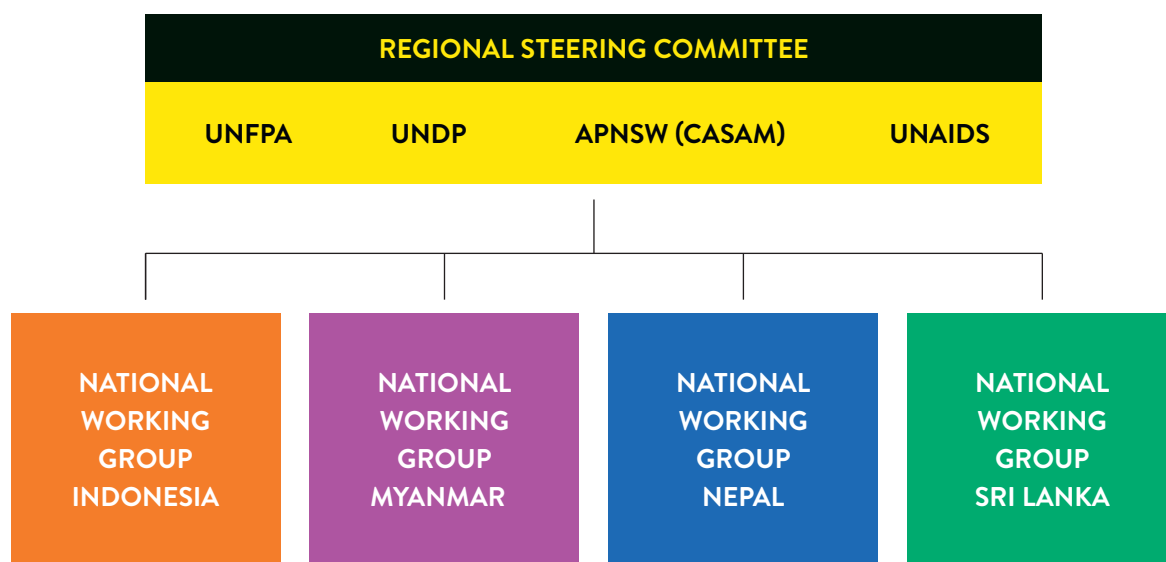 REGIONAL STEERING COMMITTEE
UNFPA UNDP APNSW (CASAM) UNAIDS
NATIONAL
WORKING
GROUP
INDONESIA
NATIONAL
WORKING
GROUP
MYANMAR
NATIONAL
WORKING
GROUP
NEPAL
NATIONAL
WORKING
GROUP
SRI LANKA